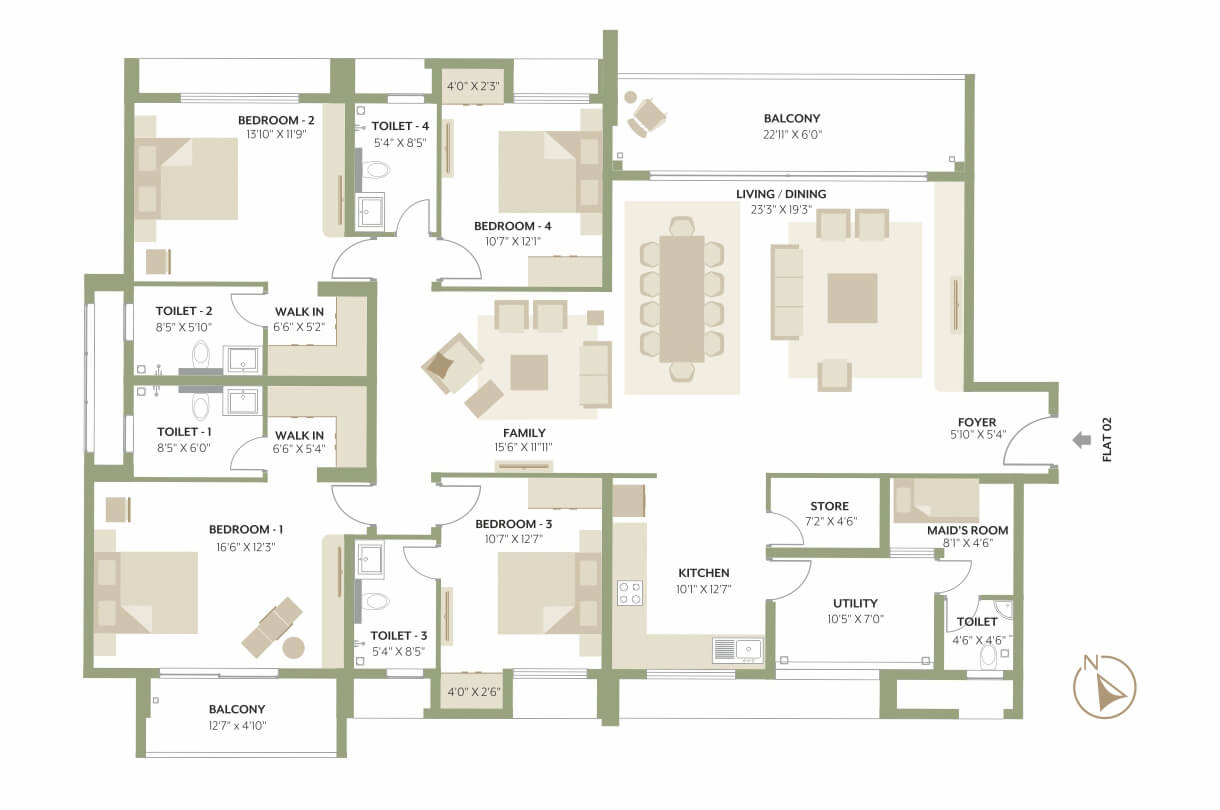 4'0" X 2'3"
BEDROOM - 2
13'10" X 11'9"
TOILET - 4
5'4" X 8'5"
BALCONY
22'11" X 6'0"
LIVING / DINING
23'3" X 19'3"
BEDROOM - 4
10'7" X 12'1"
TOILET - 2
8'5" X 5'10"
WALK IN
6'6" X 5'2"
TOILET - 1
8'5" X 6'0"
WALK IN
6'6" X 5'4"
FAMILY
15'6" X 11'11"
FOYER
5'10" X 5'4"
FLAT 02
BEDROOM - 1
16'6" X 12'3"
BEDROOM - 3
10'7" X 12'7"
STORE
7'2" X 4'6"
MAID'S ROOM
8'1" X 4'6"
KITCHEN
10'1" X 12'7"
UTILITY
10'5" X 7'0"
TOILET
4'6" X 4'6"
TOILET - 3
5'4" X 8'5"
4'0" X 2'6"
BALCONY
12'7" x 4'10"
N